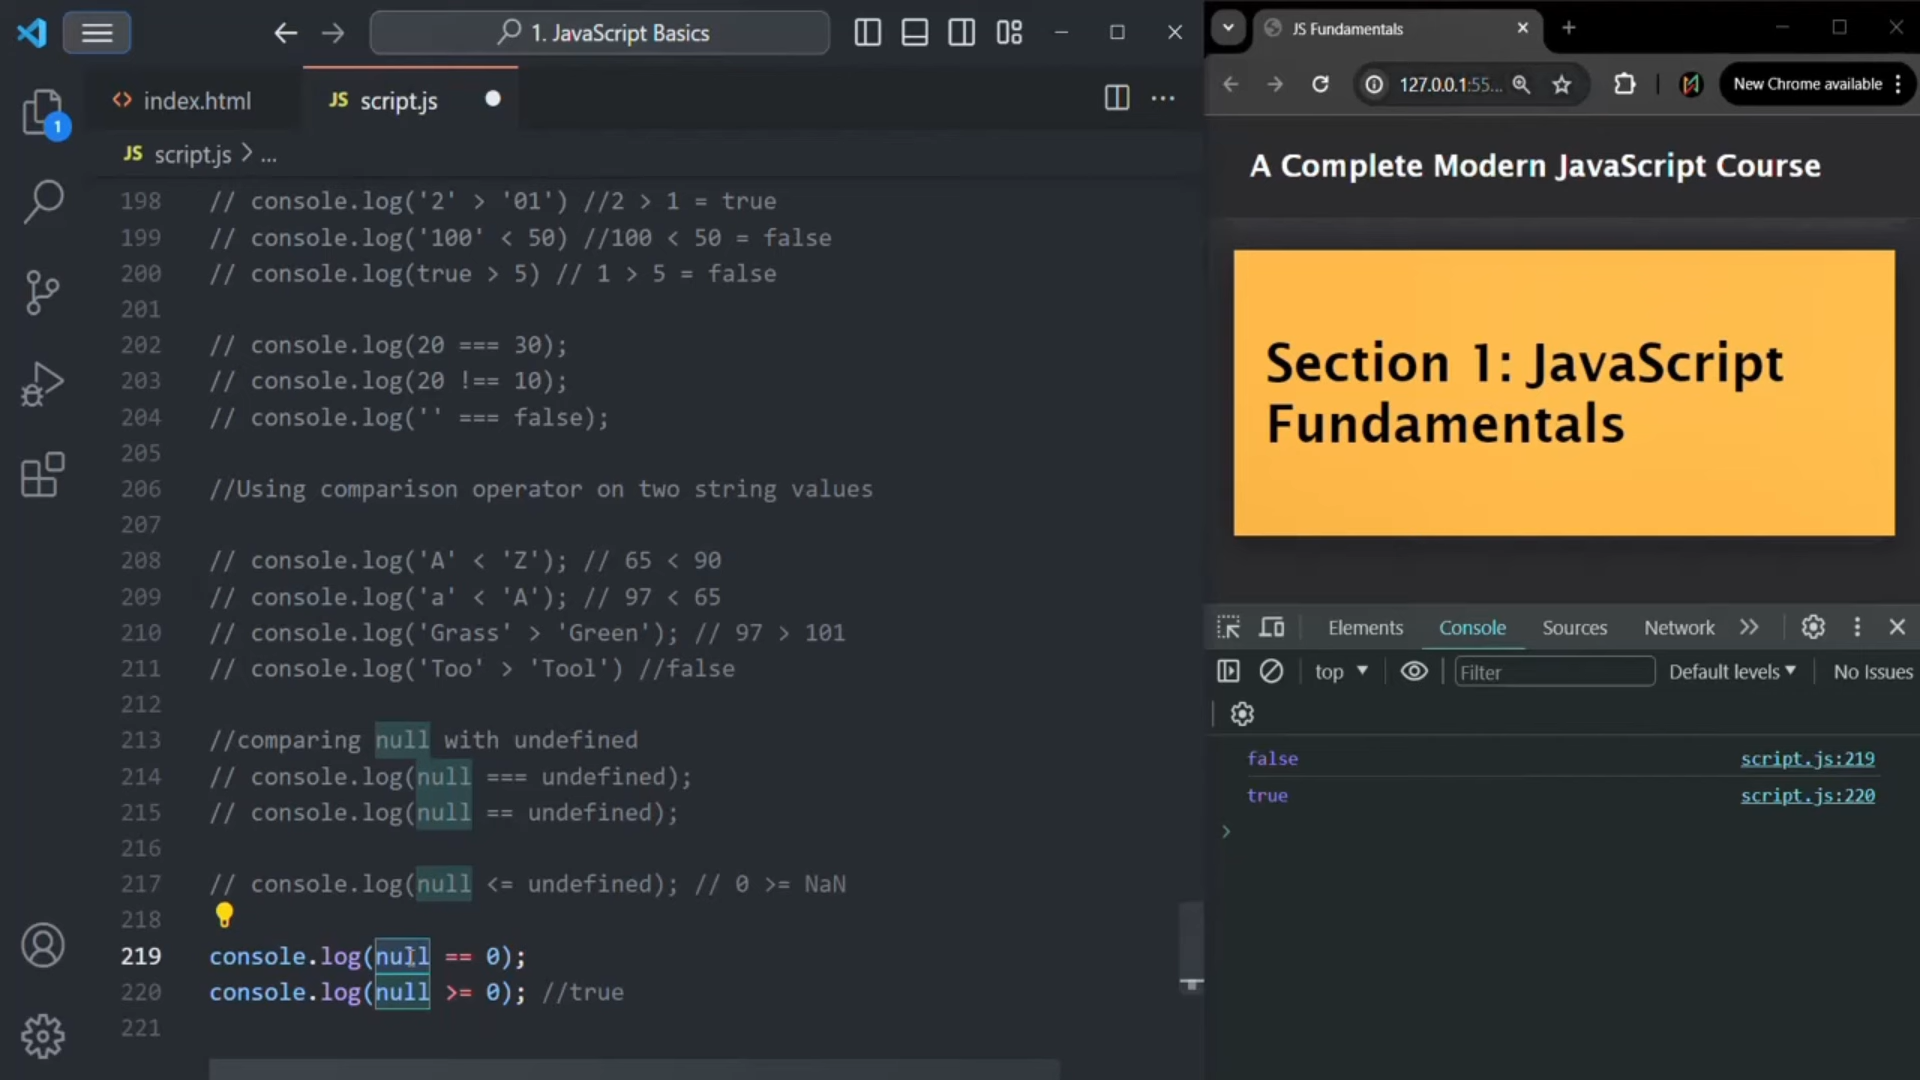 1. JavaScript Basics
index.html
JS script.js
JS script.js > ...
1
198 // console.log('2' > '01') //2 > 1 = true
199 // console.log('100' < 50) //100 < 50 = false
200 // console.log(true > 5) // 1 > 5 = false
201
202 // console.log(20 === 30);
203 // console.log(20 !== 10);
204 // console.log('' === false);
205
206 //Using comparison operator on two string values
207
208 // console.log('A' < 'Z'); // 65 < 90
209 // console.log('a' < 'A'); // 97 < 65
210 // console.log('Grass' > 'Green'); // 97 > 101
211 // console.log('Too' > 'Tool') //false
212
213 //comparing null with undefined
214 // console.log(null === undefined);
215 // console.log(null == undefined);
216
217 // console.log(null <= undefined); // 0 >= NaN
218
219 console.log(null == 0);
220 console.log(null >= 0); //true
221
JS Fundamentals
127.0.0.1:55...
New Chrome available
A Complete Modern JavaScript Course
Section 1: JavaScript
Fundamentals
Elements Console Sources Network
top Filter Default levels No Issues
false script.js:219
true script.js:220